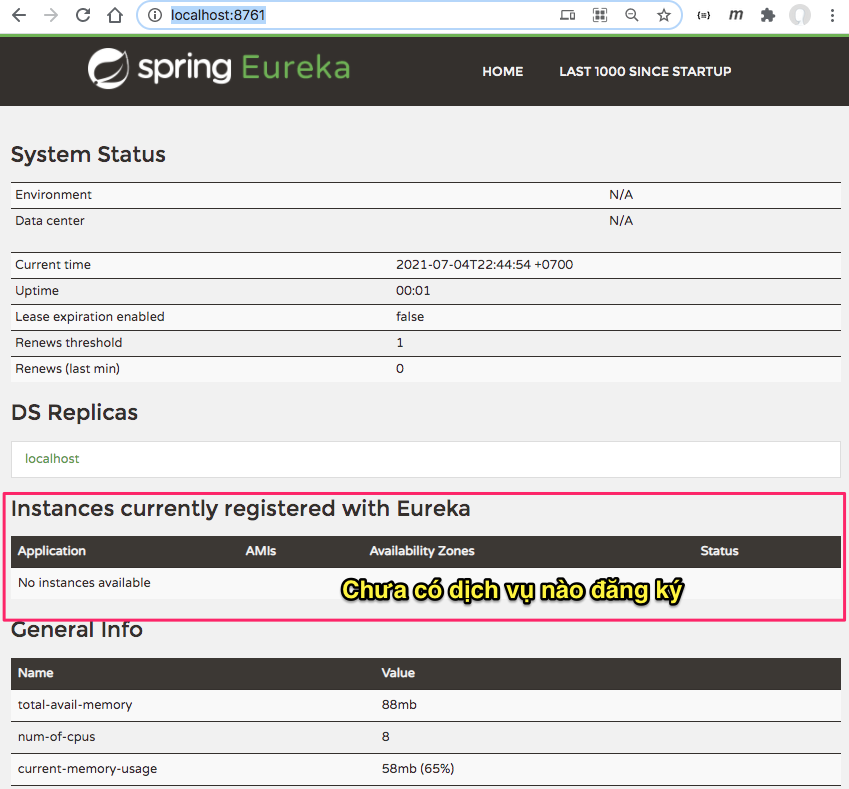 localhost:8761
spring Eureka
HOME LAST 1000 SINCE STARTUP
System Status
Environment N/A
Data center N/A
Current time 2021-07-04T22:44:54 +0700
Uptime 00:01
Lease expiration enabled false
Renews threshold 1
Renews (last min) 0
DS Replicas
localhost
Instances currently registered with Eureka
Application AMIs Availability Zones Status
No instances available
Chưa có dịch vụ nào đăng ký
General Info
Name Value
total-avail-memory 88mb
num-of-cpus 8
current-memory-usage 58mb (65%)